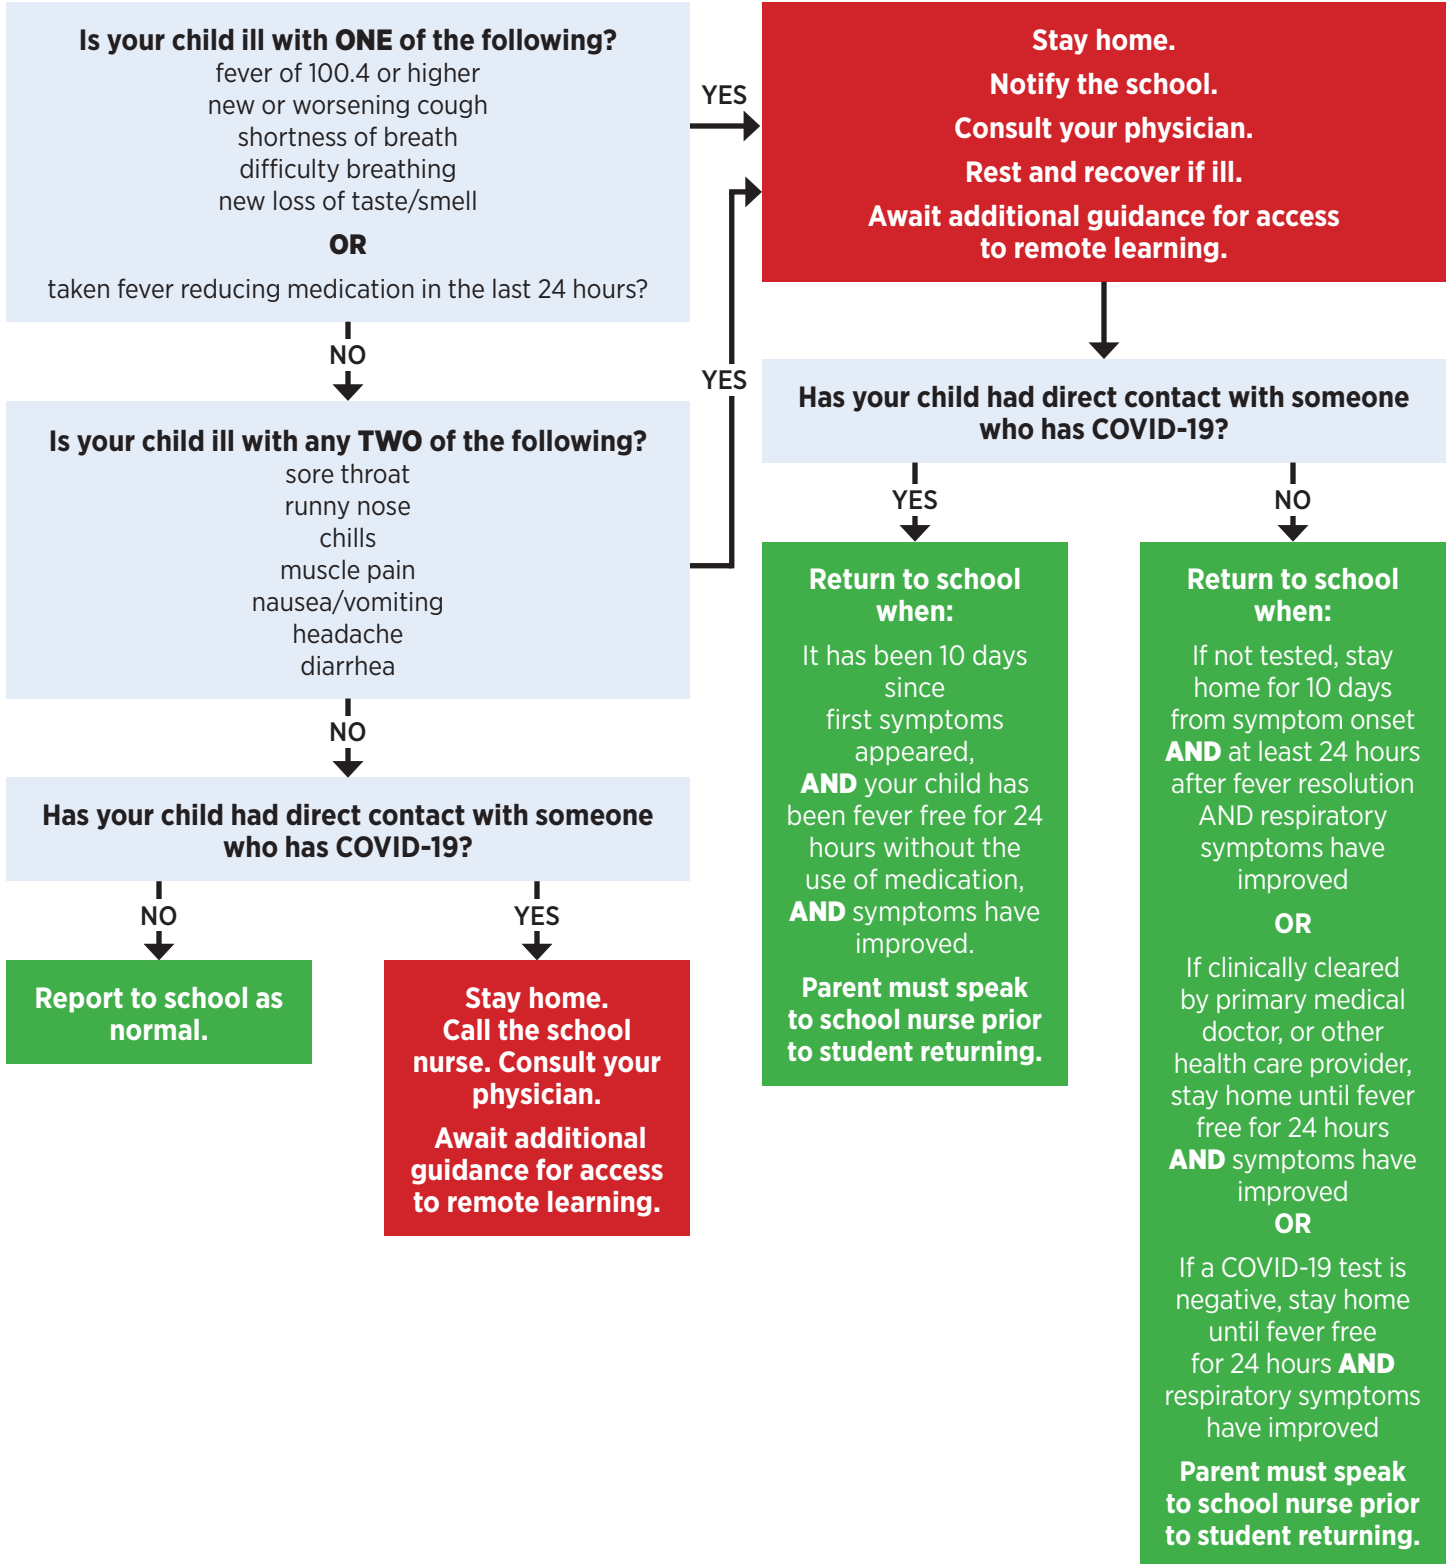 Is your child ill with ONE of the following?
fever of 100.4 or higher
new or worsening cough
shortness of breath
difficulty breathing
new loss of taste/smell
OR
taken fever reducing medication in the last 24 hours?
YES
Stay home.
Notify the school.
Consult your physician.
Rest and recover if ill.
Await additional guidance for access
to remote learning.
NO
YES
Is your child ill with any TWO of the following?
sore throat
runny nose
chills
muscle pain
nausea/vomiting
headache
diarrhea
NO
Has your child had direct contact with someone
who has COVID-19?
NO
Report to school as
normal.
YES
Stay home.
Call the school
nurse. Consult your
physician.
Await additional
guidance for access
to remote learning.
Has your child had direct contact with someone
who has COVID-19?
YES
Return to school
when:
It has been 10 days
since
first symptoms
appeared,
AND your child has
been fever free for 24
hours without the
use of medication,
AND symptoms have
improved.
Parent must speak
to school nurse prior
to student returning.
NO
Return to school
when:
If not tested, stay
home for 10 days
from symptom onset
AND at least 24 hours
after fever resolution
AND respiratory
symptoms have
improved
OR
If clinically cleared
by primary medical
doctor, or other
health care provider,
stay home until fever
free for 24 hours
AND symptoms have
improved
OR
If a COVID-19 test is
negative, stay home
until fever free
for 24 hours AND
respiratory symptoms
have improved
Parent must speak
to school nurse prior
to student returning.